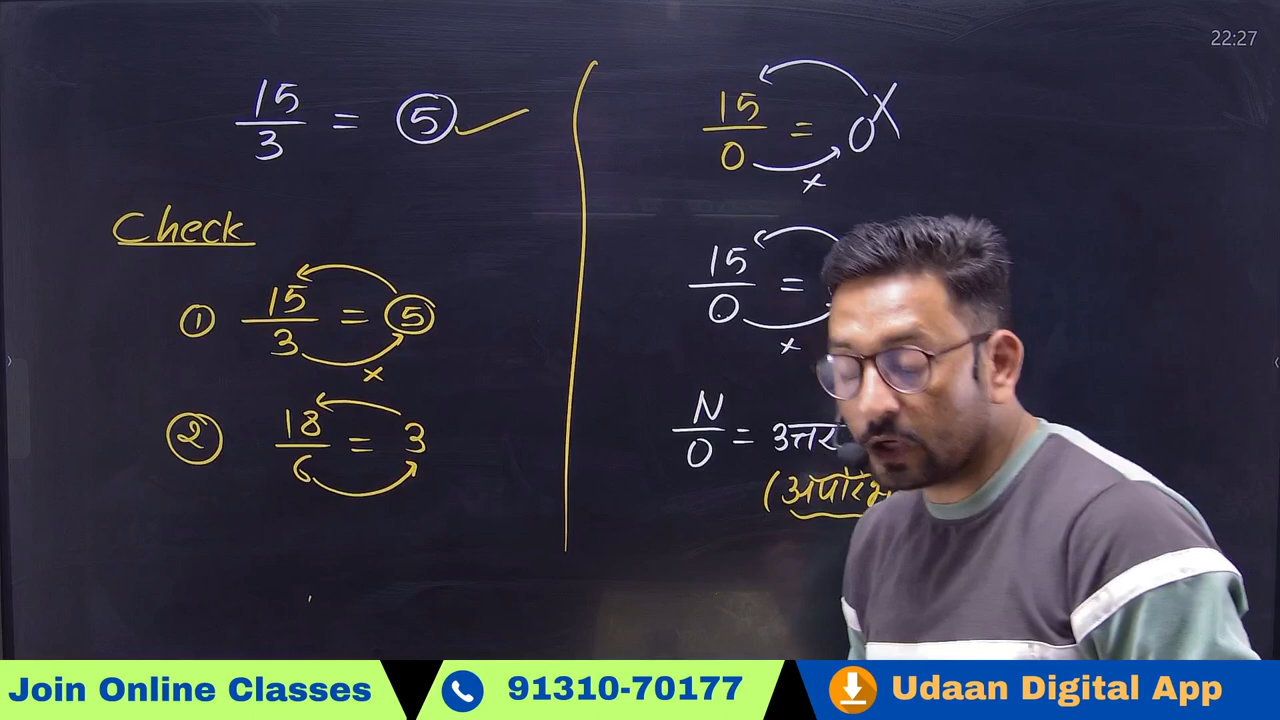 22:27
15/3 = 5 ✓
Check
① 15/3 = 5
x
② 18/6 = 3
15/0 = 0 X
x
15/0 =
x
N/0 = उत्तर
Join Online Classes
91310-70177
Udaan Digital App